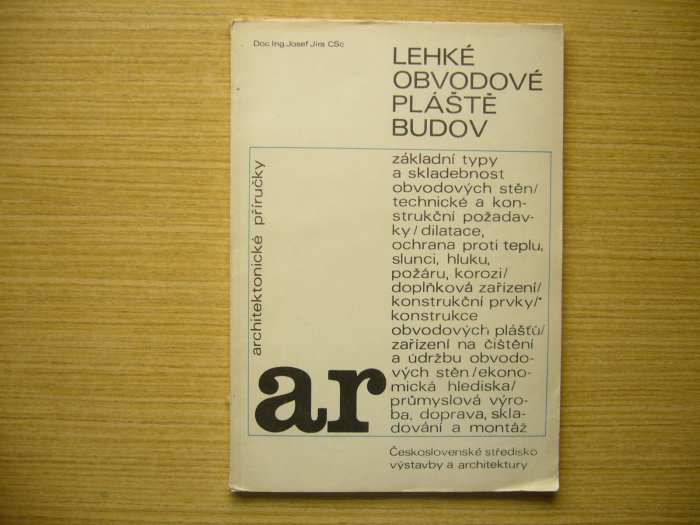 Doc. Ing Josef Jíra CSc
LEHKÉ
OBVODOVÉ
PLÁŠTĚ
BUDOV
architektonické příručky
základní typy
a skladebnost
obvodových stěn/
technické a kon-
strukční požadav-
ky/dilatace,
ochrana proti teplu,
slunci, hluku,
požáru, korozi/
doplňková zařízení/
konstrukční prvky/
konstrukce
obvodových plášťů/
zařízení na čištění
a údržbu obvodo-
vých stěn/ekono-
mická hlediska/
průmyslová výro-
ba, doprava, skla-
dování a montáž
ar
Československé středisko
výstavby a architektury